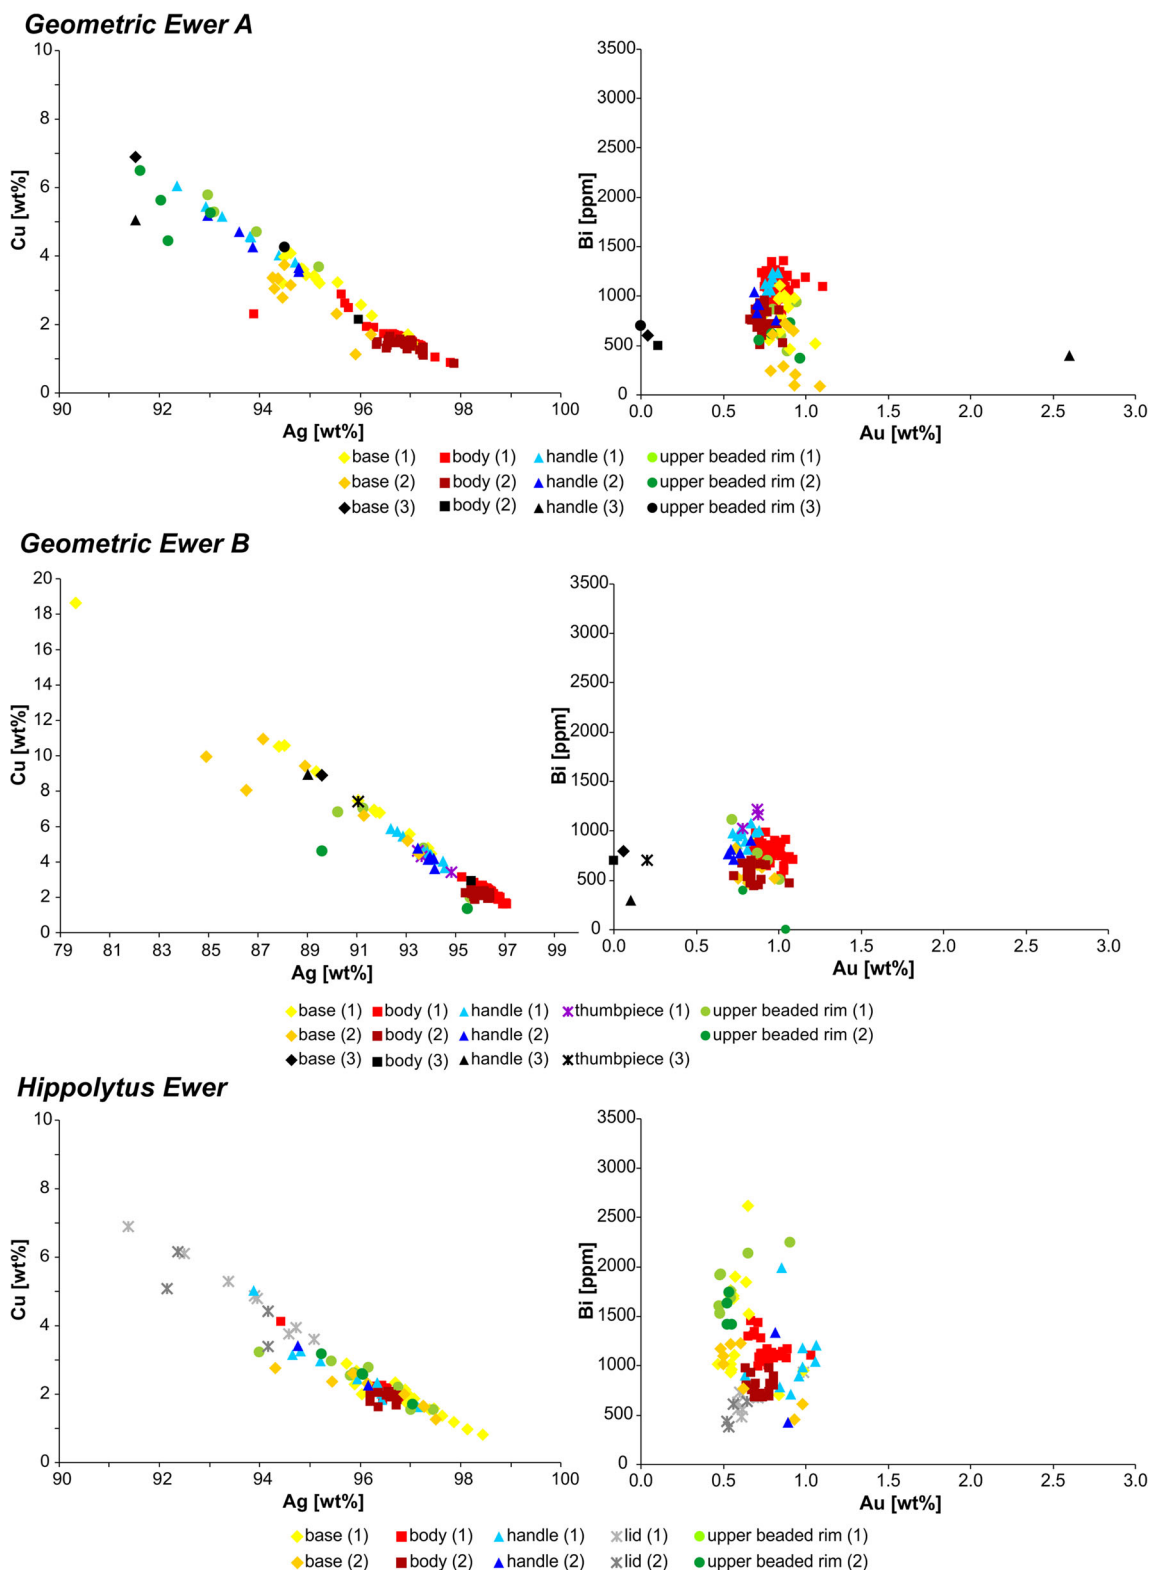 Geometric Ewer A
10
8
6
4
2
0
Cu [wt%]
90 92 94 96 98 100
Ag [wt%]
3500
3000
2500
2000
1500
1000
500
0
Bi [ppm]
0.0 0.5 1.0 1.5 2.0 2.5 3.0
Au [wt%]
base (1) body (1) handle (1) upper beaded rim (1)
base (2) body (2) handle (2) upper beaded rim (2)
base (3) body (2) handle (3) upper beaded rim (3)
Geometric Ewer B
20
18
16
14
12
10
8
6
4
2
0
Cu [wt%]
79 81 83 85 87 89 91 93 95 97 99
Ag [wt%]
3500
3000
2500
2000
1500
1000
500
0
Bi [ppm]
0.0 0.5 1.0 1.5 2.0 2.5 3.0
Au [wt%]
base (1) body (1) handle (1) thumbpiece (1) upper beaded rim (1)
base (2) body (2) handle (2) upper beaded rim (2)
base (3) body (3) handle (3) thumbpiece (3)
Hippolytus Ewer
10
8
6
4
2
0
Cu [wt%]
90 92 94 96 98 100
Ag [wt%]
3500
3000
2500
2000
1500
1000
500
0
Bi [ppm]
0.0 0.5 1.0 1.5 2.0 2.5 3.0
Au [wt%]
base (1) body (1) handle (1) lid (1) upper beaded rim (1)
base (2) body (2) handle (2) lid (2) upper beaded rim (2)